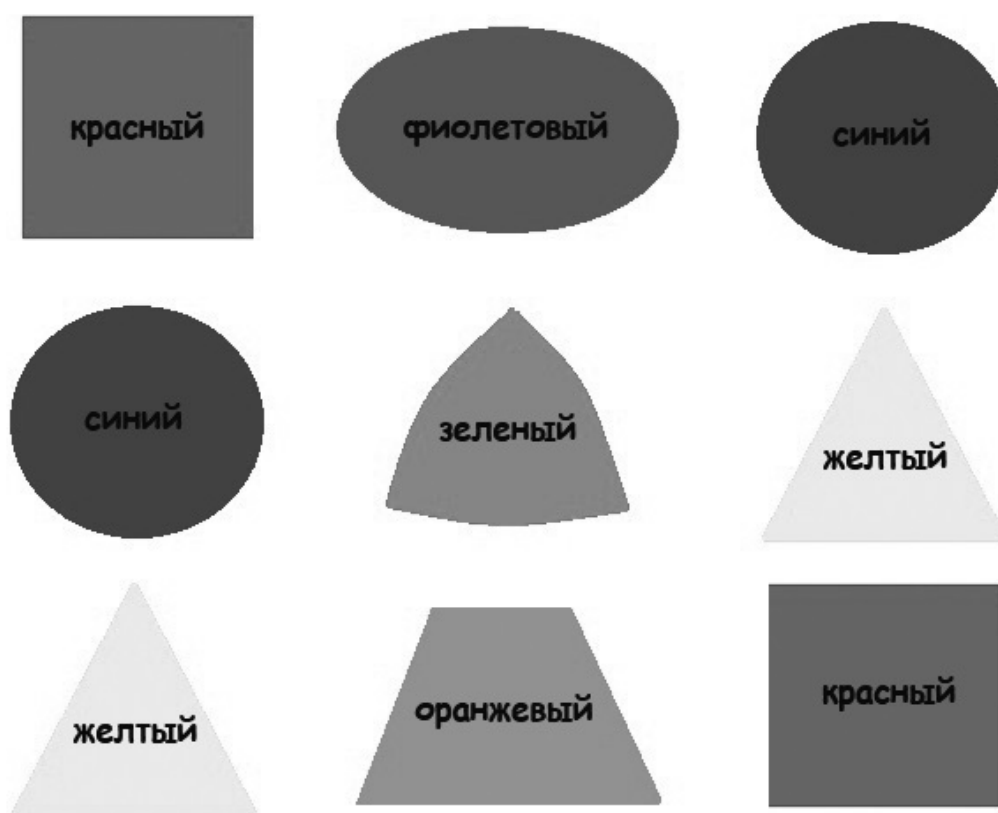 красный
фиолетовый
синий
синий
зеленый
желтый
желтый
оранжевый
красный